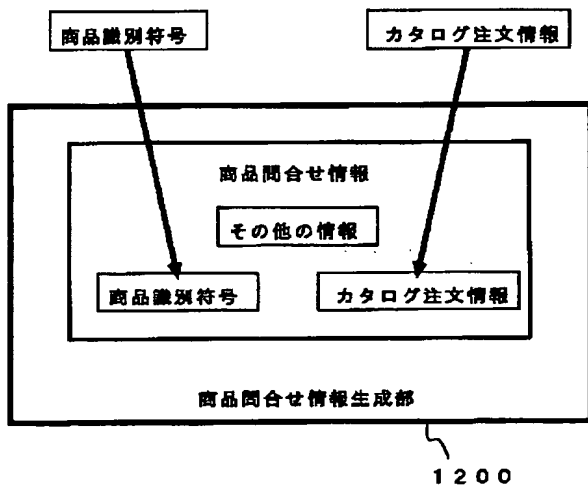 商品識別符号
カタログ注文情報
商品問合せ情報
その他の情報
商品識別符号
カタログ注文情報
商品問合せ情報生成部
1200